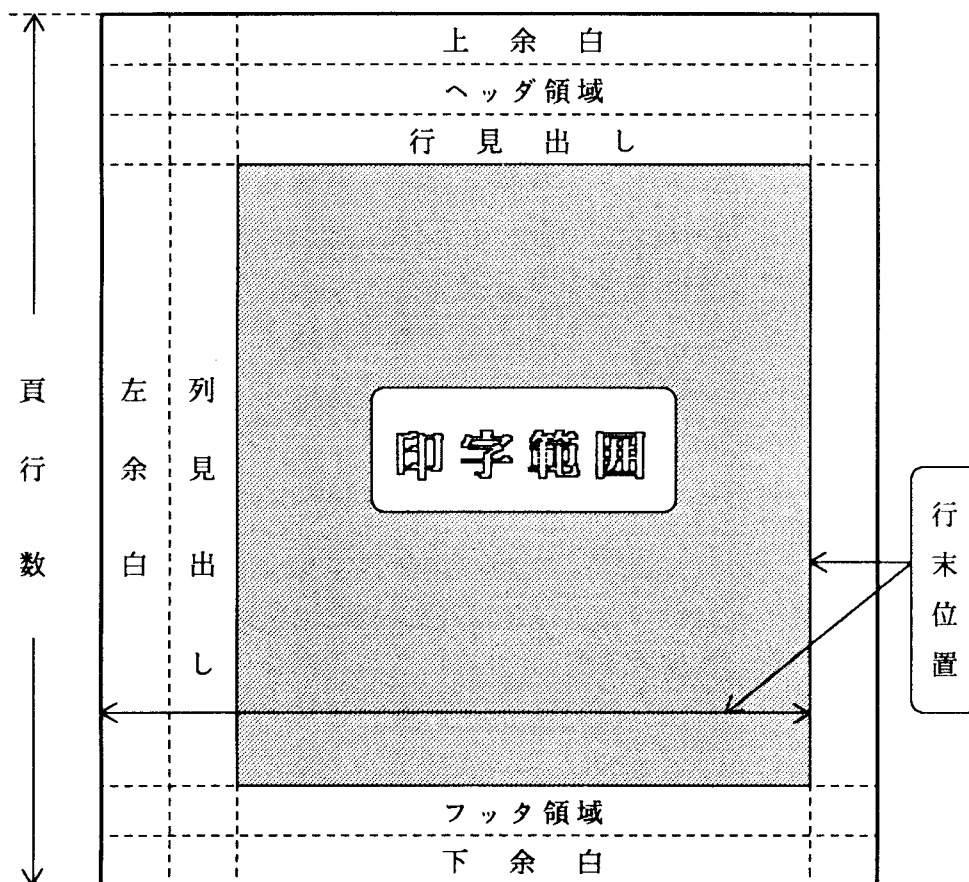 上余白
ヘッダ領域
行見出し
頁行数
左余白
列見出し
印字範囲
行末位置
フッタ領域
下余白